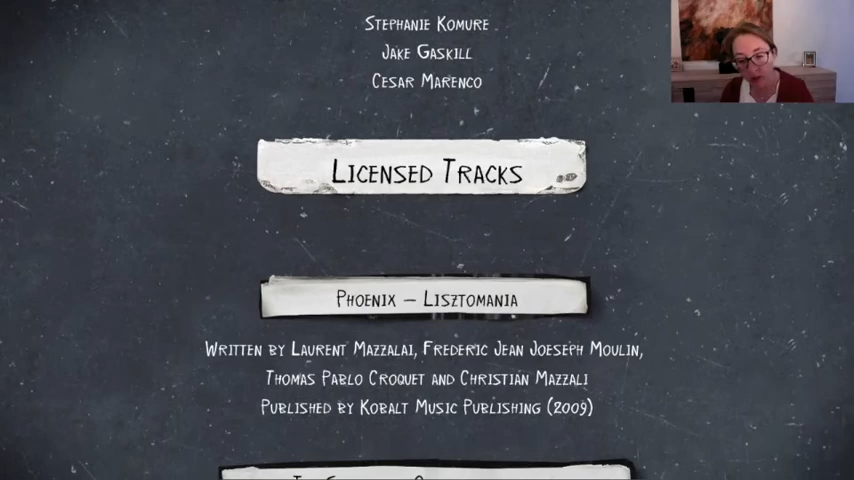 Stephanie Komure
Jake Gaskill
Cesar Marenco
Licensed Tracks
Phoenix – Lisztomania
Written by Laurent Mazzalai, Frederic Jean Joeseph Moulin,
Thomas Pablo Croquet and Christian Mazzali
Published by Kobalt Music Publishing (2009)